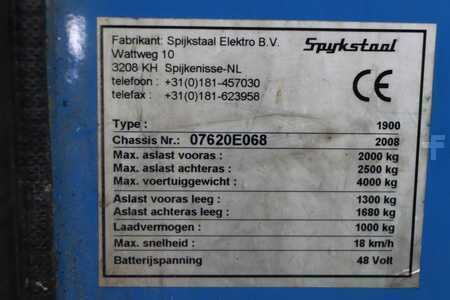 Fabrikant: Spijkstaal Elektro B.V. Spykstaal
Wattweg 10
3208 KH Spijkenisse-NL
telefoon : +31(0)181-457030
telefax : +31(0)181-623958
CE
Type : 1900
Chassis Nr.: 07620E068 2008
Max. aslast vooras : 2000 kg
Max. aslast achteras : 2500 kg
Max. voertuiggewicht : 4000 kg
Aslast vooras leeg : 1300 kg
Aslast achteras leeg : 1680 kg
Laadvermogen : 1000 kg
Max. snelheid : 18 km/h
Batterijspanning 48 Volt